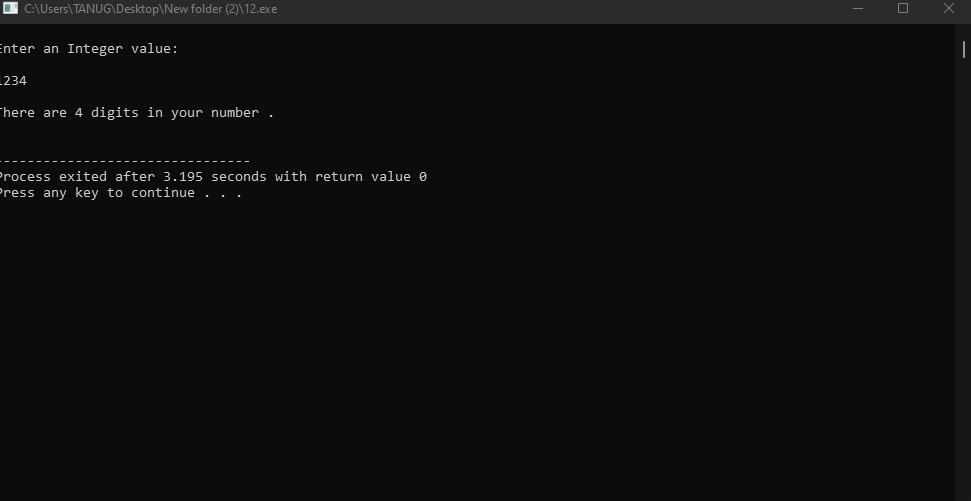 C:\Users\TANUG\Desktop\New folder (2)\12.exe
Enter an Integer value:
1234
There are 4 digits in your number .
--------------------------------
Process exited after 3.195 seconds with return value 0
Press any key to continue . . .